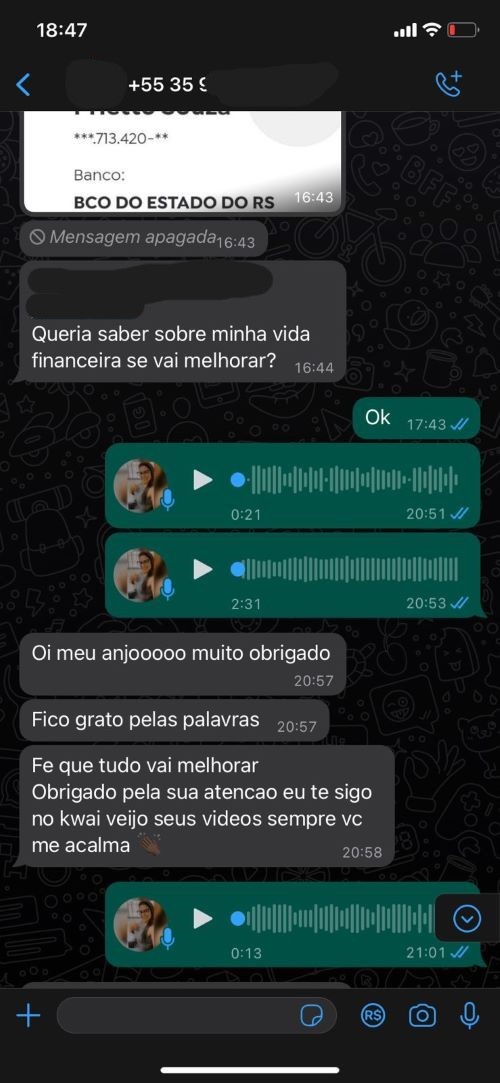 18:47
+55 35 9
***.713.420-**
Banco:
BCO DO ESTADO DO RS
16:43
Mensagem apagada 16:43
Queria saber sobre minha vida
financeira se vai melhorar?
16:44
Ok 17:43
0:21 20:51
2:31 20:53
Oi meu anjooooo muito obrigado
20:57
Fico grato pelas palavras 20:57
Fe que tudo vai melhorar
Obrigado pela sua atencao eu te sigo
no kwai veijo seus videos sempre vc
me acalma
20:58
0:13 21:01
R$